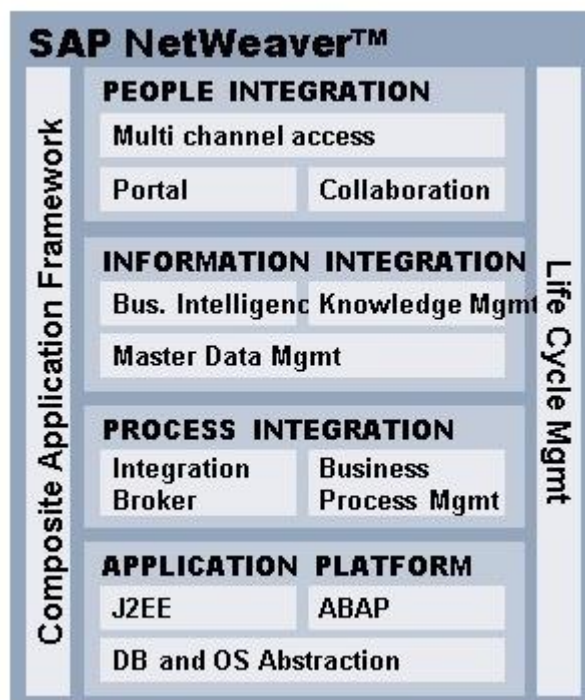 SAP NetWeaver™
Composite Application Framework
PEOPLE INTEGRATION
Multi channel access
Portal
Collaboration
INFORMATION INTEGRATION
Bus. Intelligenc
Knowledge Mgmt
Master Data Mgmt
PROCESS INTEGRATION
Integration
Broker
Business
Process Mgmt
APPLICATION PLATFORM
J2EE
ABAP
DB and OS Abstraction
Life Cycle Mgmt